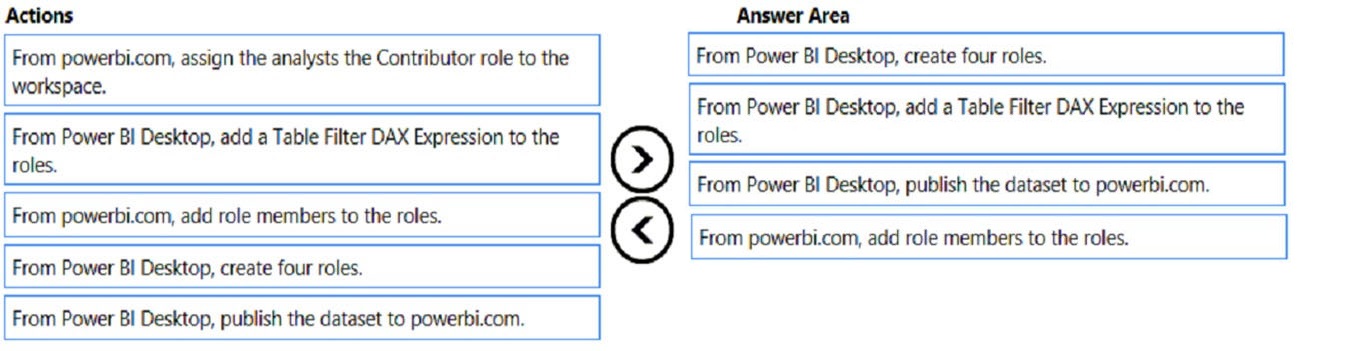 Actions
From powerbi.com, assign the analysts the Contributor role to the
workspace.
From Power BI Desktop, add a Table Filter DAX Expression to the
roles.
From powerbi.com, add role members to the roles.
From Power BI Desktop, create four roles.
From Power BI Desktop, publish the dataset to powerbi.com.
Answer Area
From Power BI Desktop, create four roles.
From Power BI Desktop, add a Table Filter DAX Expression to the
roles.
From Power BI Desktop, publish the dataset to powerbi.com.
From powerbi.com, add role members to the roles.